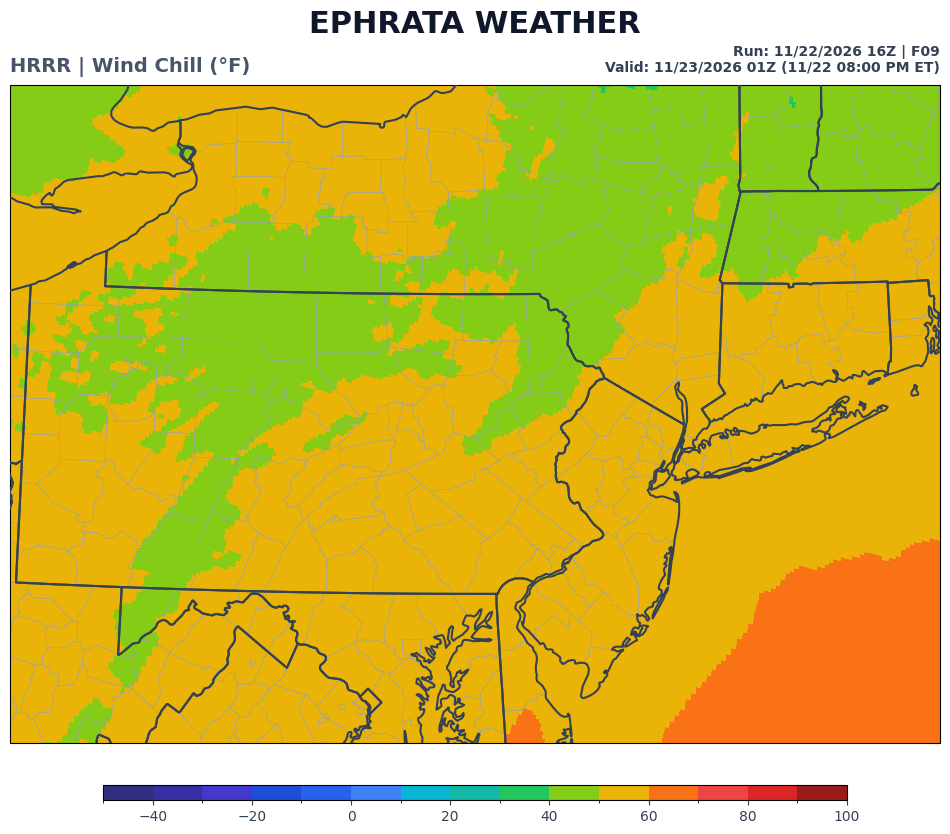 EPHRATA WEATHER
HRRR | Wind Chill (°F)
Run: 11/22/2026 16Z | F09
Valid: 11/23/2026 01Z (11/22 08:00 PM ET)
−40 −20 0 20 40 60 80 100